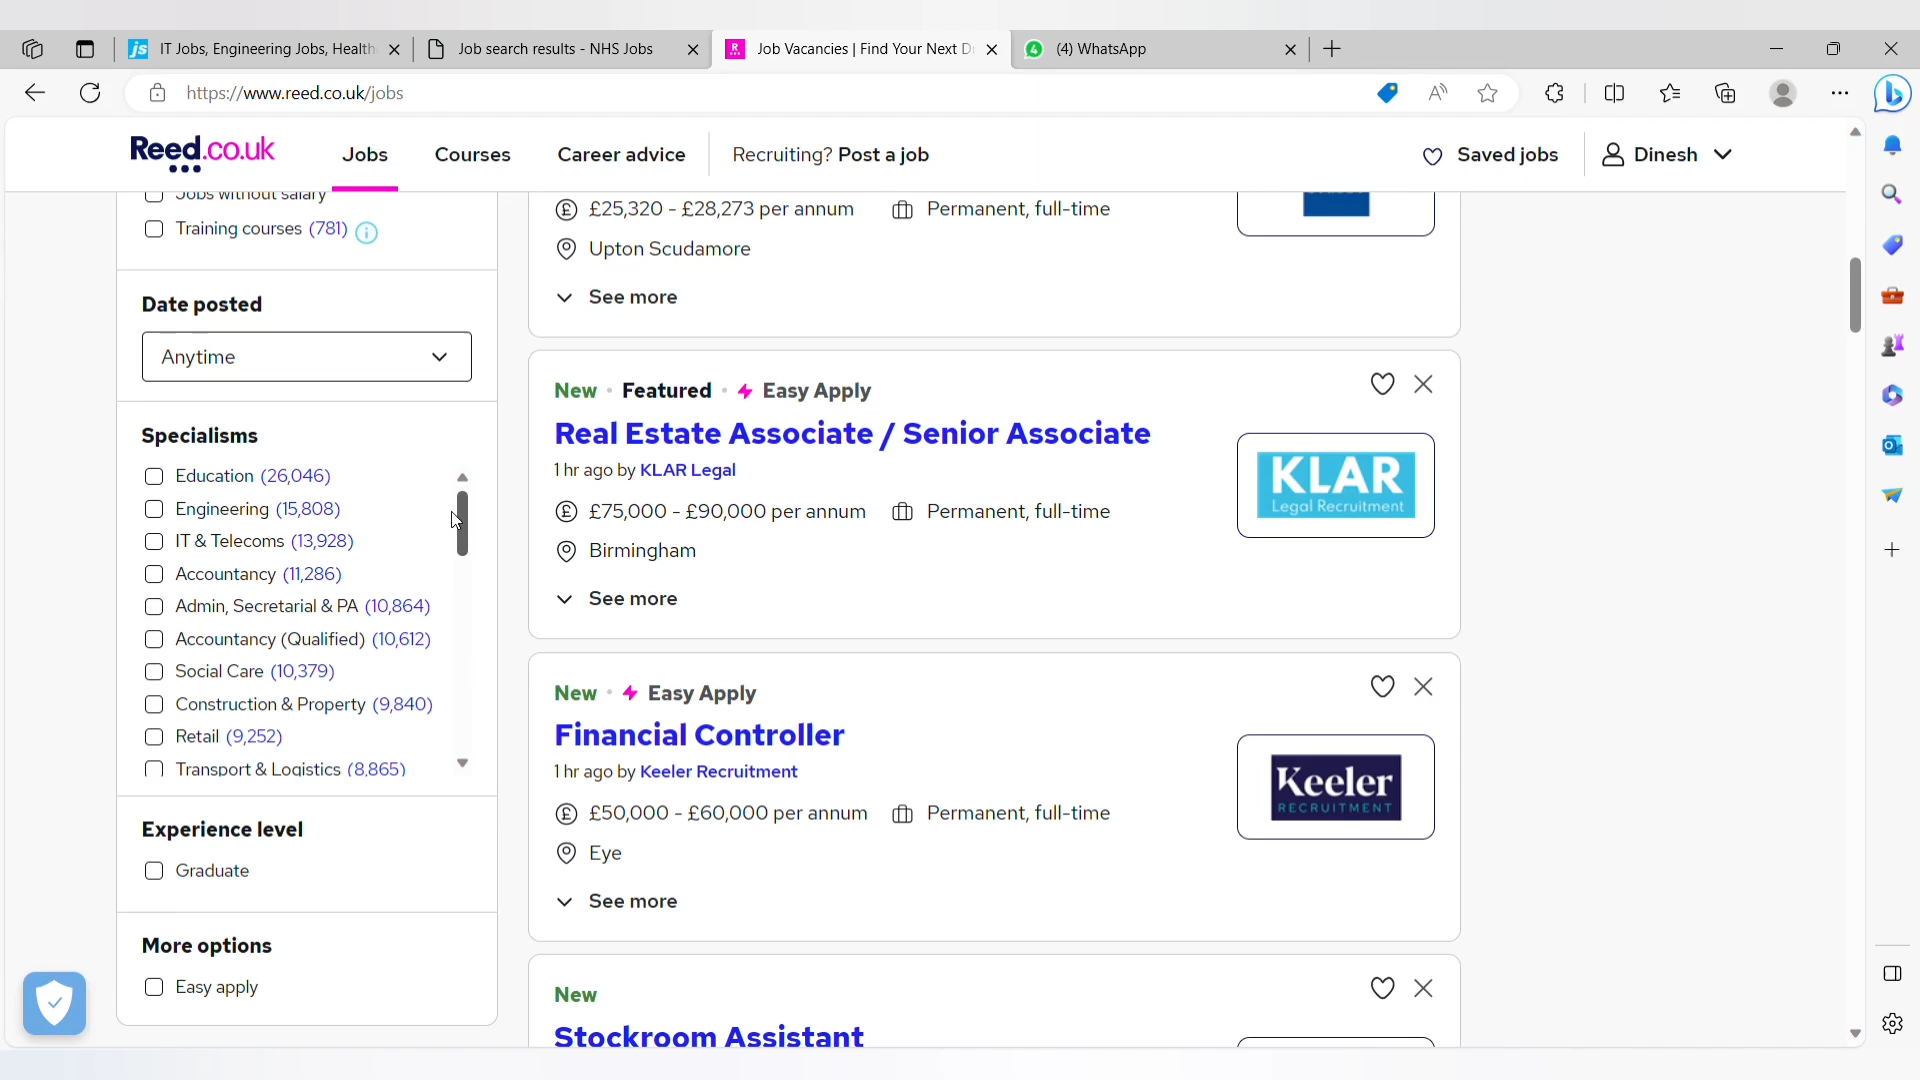 IT Jobs, Engineering Jobs, Health
Job search results - NHS Jobs
Job Vacancies | Find Your Next D
(4) WhatsApp
https://www.reed.co.uk/jobs
Reed.co.uk
Jobs
Courses
Career advice
Recruiting? Post a job
Saved jobs
Dinesh
Jobs without salary
Training courses (781)
Date posted
Anytime
Specialisms
Education (26,046)
Engineering (15,808)
IT & Telecoms (13,928)
Accountancy (11,286)
Admin, Secretarial & PA (10,864)
Accountancy (Qualified) (10,612)
Social Care (10,379)
Construction & Property (9,840)
Retail (9,252)
Transport & Logistics (8,865)
Experience level
Graduate
More options
Easy apply
£25,320 - £28,273 per annum
Permanent, full-time
Upton Scudamore
See more
New • Featured • Easy Apply
Real Estate Associate / Senior Associate
1 hr ago by KLAR Legal
£75,000 - £90,000 per annum
Permanent, full-time
Birmingham
See more
KLAR
Legal Recruitment
New • Easy Apply
Financial Controller
1 hr ago by Keeler Recruitment
£50,000 - £60,000 per annum
Permanent, full-time
Eye
See more
Keeler
RECRUITMENT
New
Stockroom Assistant